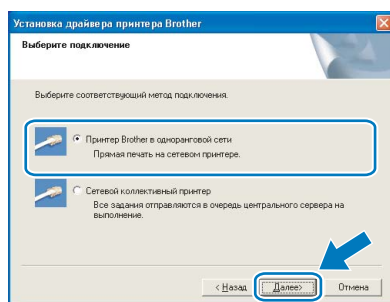 Установка драйвера принтера Brother
Выберите подключение
Выберите соответствующий метод подключения.
Принтер Brother в одноранговой сети
Прямая печать на сетевом принтере.
Сетевой коллективный принтер
Все задания отправляются в очередь центрального сервера на
выполнение.
< Назад Далее> Отмена